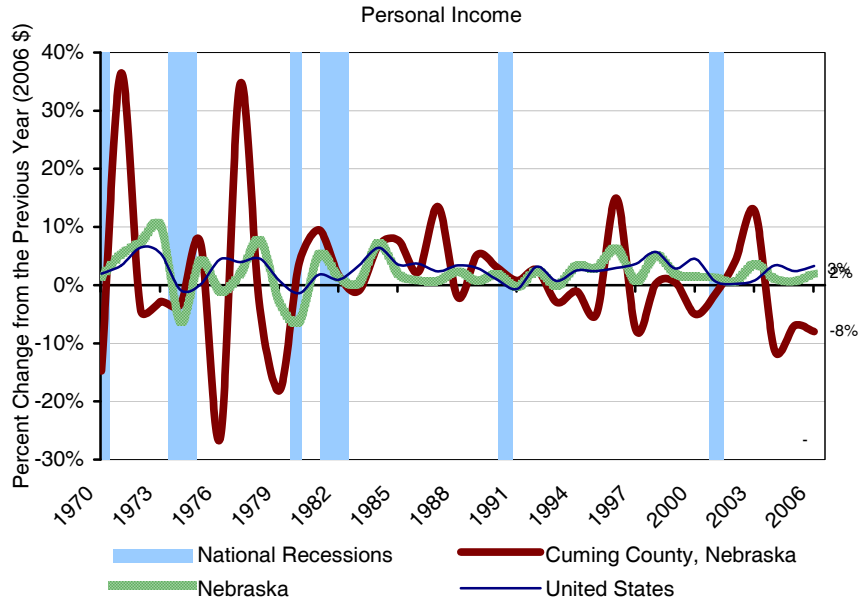 Personal Income
Percent Change from the Previous Year (2006 $)
40%
30%
20%
10%
0%
-10%
-20%
-30%
3%
2%
-8%
-
1970 1973 1976 1979 1982 1985 1988 1991 1994 1997 2000 2003 2006
National Recessions Cuming County, Nebraska
Nebraska United States